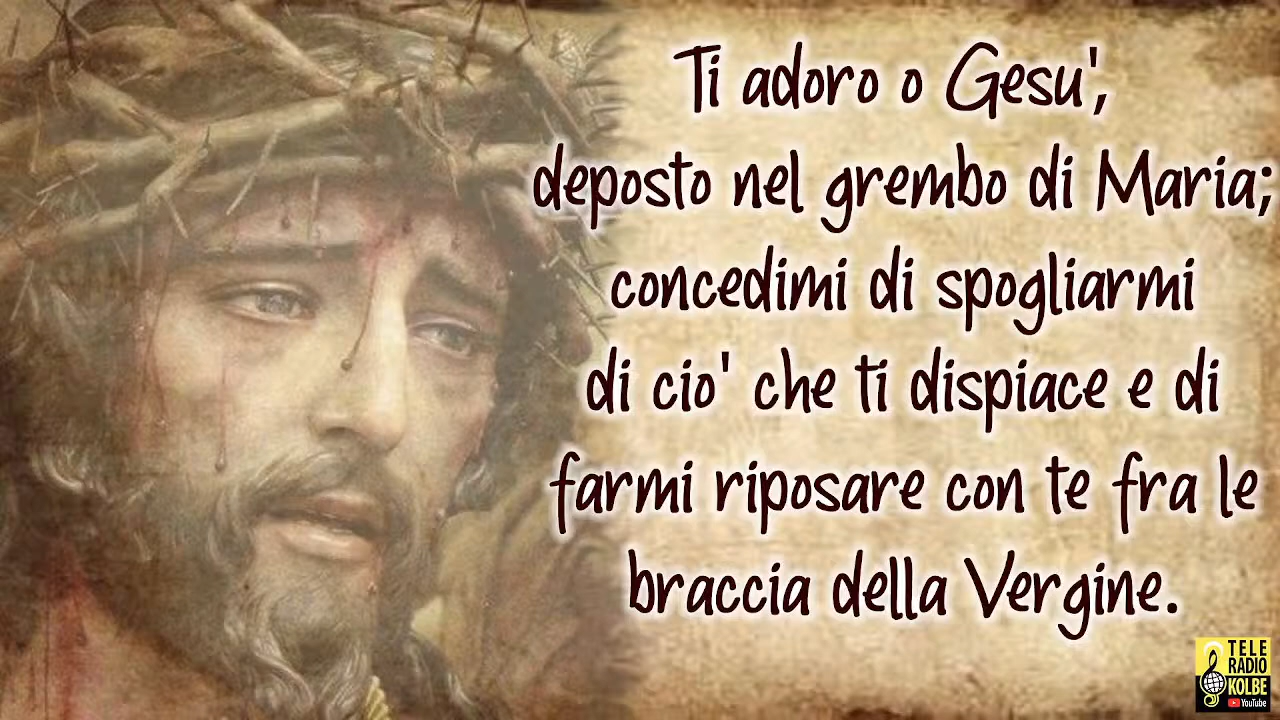 Ti adoro o Gesu',
deposto nel grembo di Maria;
concedimi di spogliarmi
di cio' che ti dispiace e di
farmi riposare con te fra le
braccia della Vergine.
TELE
RADIO
KOLBE
YouTube